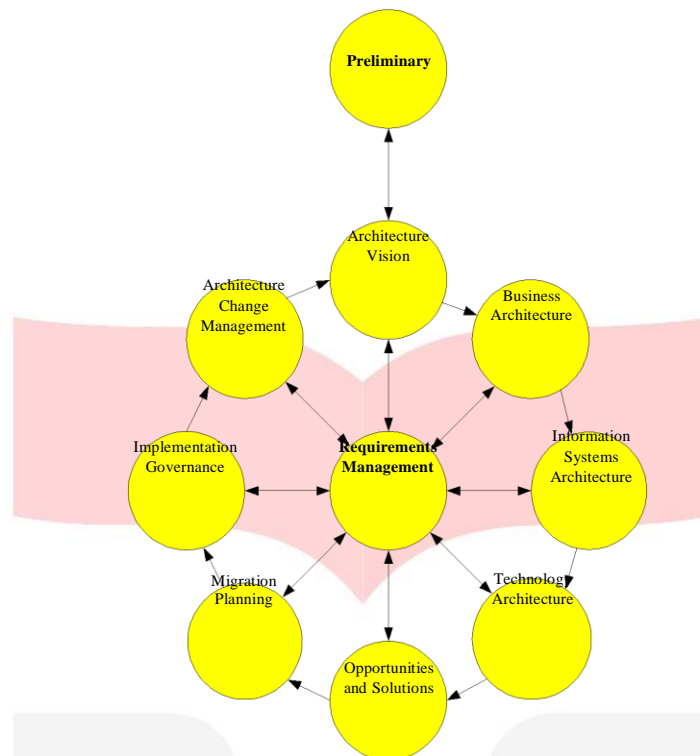 Preliminary
Architecture
Vision
Architecture
Change
Management
Business
Architecture
Implementation
Governance
Requirements
Management
Information
Systems
Architecture
Migration
Planning
Technology
Architecture
Opportunities
and Solutions